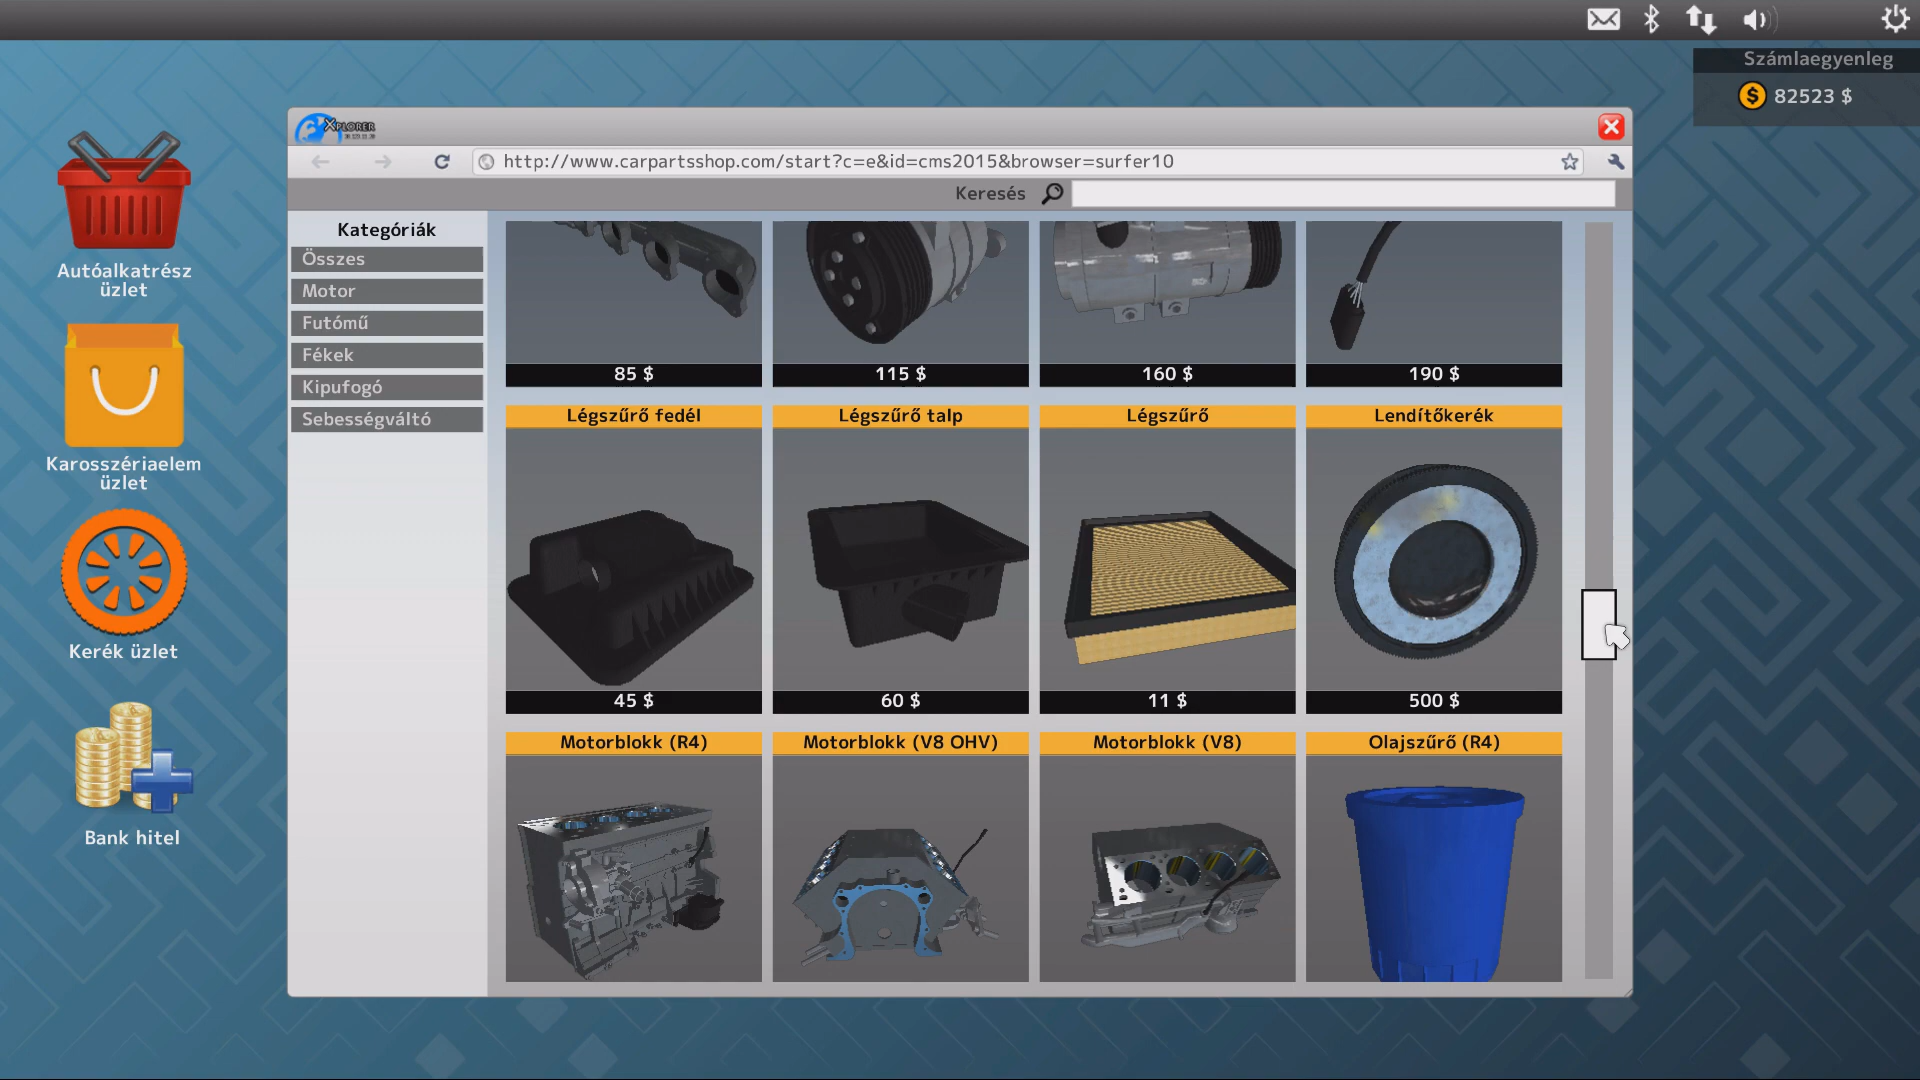 Számlaegyenleg
82523 $
XPLORER
http://www.carpartsshop.com/start?c=e&id=cms2015&browser=surfer10
Keresés
Autóalkatrész
üzlet
Karosszériaelem
üzlet
Kerék üzlet
Bank hitel
Kategóriák
Összes
Motor
Futómű
Fékek
Kipufogó
Sebességváltó
85 $
115 $
160 $
190 $
Légszűrő fedél
Légszűrő talp
Légszűrő
Lendítőkerék
45 $
60 $
11 $
500 $
Motorblokk (R4)
Motorblokk (V8 OHV)
Motorblokk (V8)
Olajszűrő (R4)